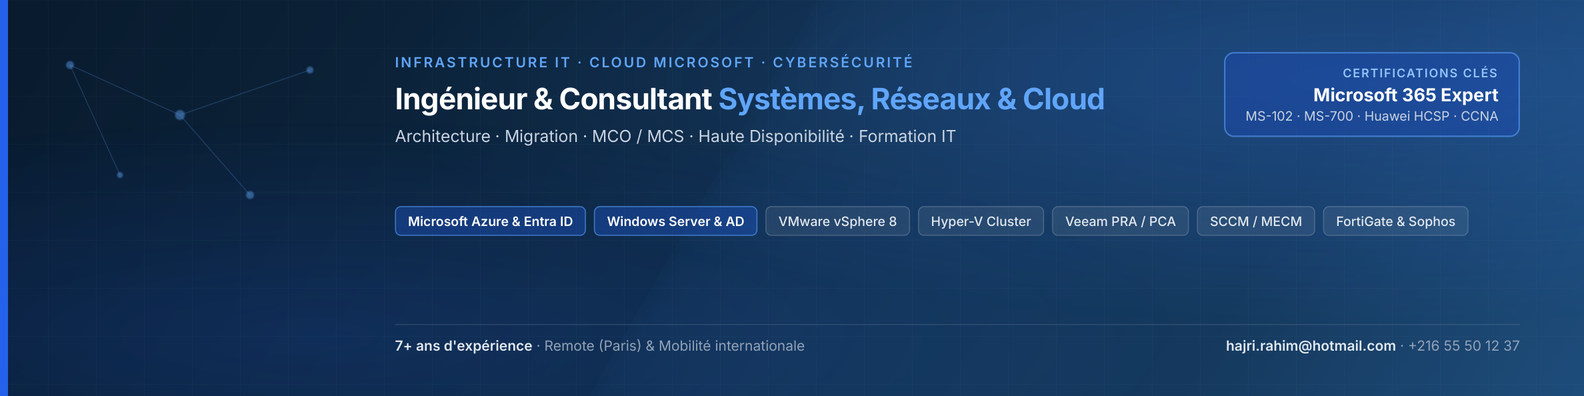 INFRASTRUCTURE IT · CLOUD MICROSOFT · CYBERSÉCURITÉ
Ingénieur & Consultant Systèmes, Réseaux & Cloud
Architecture · Migration · MCO / MCS · Haute Disponibilité · Formation IT
CERTIFICATIONS CLÉS
Microsoft 365 Expert
MS-102 · MS-700 · Huawei HCSP · CCNA
Microsoft Azure & Entra ID
Windows Server & AD
VMware vSphere 8
Hyper-V Cluster
Veeam PRA / PCA
SCCM / MECM
FortiGate & Sophos
7+ ans d'expérience · Remote (Paris) & Mobilité internationale
hajri.rahim@hotmail.com · +216 55 50 12 37